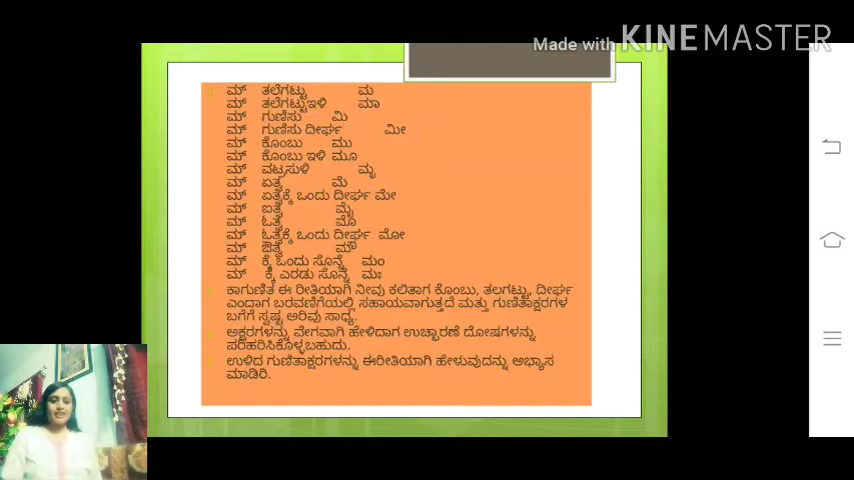 Made with KINEMASTER
ಮ್ ತಲೆಗಟ್ಟು ಮ
ಮ್ ತಲೆಗಟ್ಟುಇಳಿ ಮಾ
ಮ್ ಗುಣಿಸು ಮಿ
ಮ್ ಗುಣಿಸು ದೀರ್ಘ ಮೀ
ಮ್ ಕೊಂಬು ಮು
ಮ್ ಕೊಂಬು ಇಳಿ ಮೂ
ಮ್ ವಟ್ರಸುಳಿ ಮೃ
ಮ್ ಏತ್ವ ಮೆ
ಮ್ ಏತ್ವಕ್ಕೆ ಒಂದು ದೀರ್ಘ ಮೇ
ಮ್ ಐತ್ವ ಮೈ
ಮ್ ಓತ್ವ ಮೊ
ಮ್ ಓತ್ವಕ್ಕೆ ಒಂದು ದೀರ್ಘ ಮೋ
ಮ್ ಔತ್ವ ಮೌ
ಮ್ ಕ್ಕೆ ಒಂದು ಸೊನ್ನೆ ಮಂ
ಮ್ ಕ್ಕೆ ಎರಡು ಸೊನ್ನೆ ಮಃ
ಕಾಗುಣಿತ ಈ ರೀತಿಯಾಗಿ ನೀವು ಕಲಿತಾಗ ಕೊಂಬು, ತಲಗಟ್ಟು, ದೀರ್ಘ
ಎಂದಾಗ ಬರವಣಿಗೆಯಲ್ಲಿ ಸಹಾಯವಾಗುತ್ತದೆ ಮತ್ತು ಗುಣಿತಾಕ್ಷರಗಳ
ಬಗೆಗೆ ಸ್ಪಷ್ಟ ಅರಿವು ಸಾಧ್ಯ.
ಅಕ್ಷರಗಳನ್ನು ವೇಗವಾಗಿ ಹೇಳಿದಾಗ ಉಚ್ಛಾರಣೆ ದೋಷಗಳನ್ನು
ಪರಿಹರಿಸಿಕೊಳ್ಳಬಹುದು.
ಉಳಿದ ಗುಣಿತಾಕ್ಷರಗಳನ್ನು ಈರೀತಿಯಾಗಿ ಹೇಳುವುದನ್ನು ಅಭ್ಯಾಸ
ಮಾಡಿರಿ.